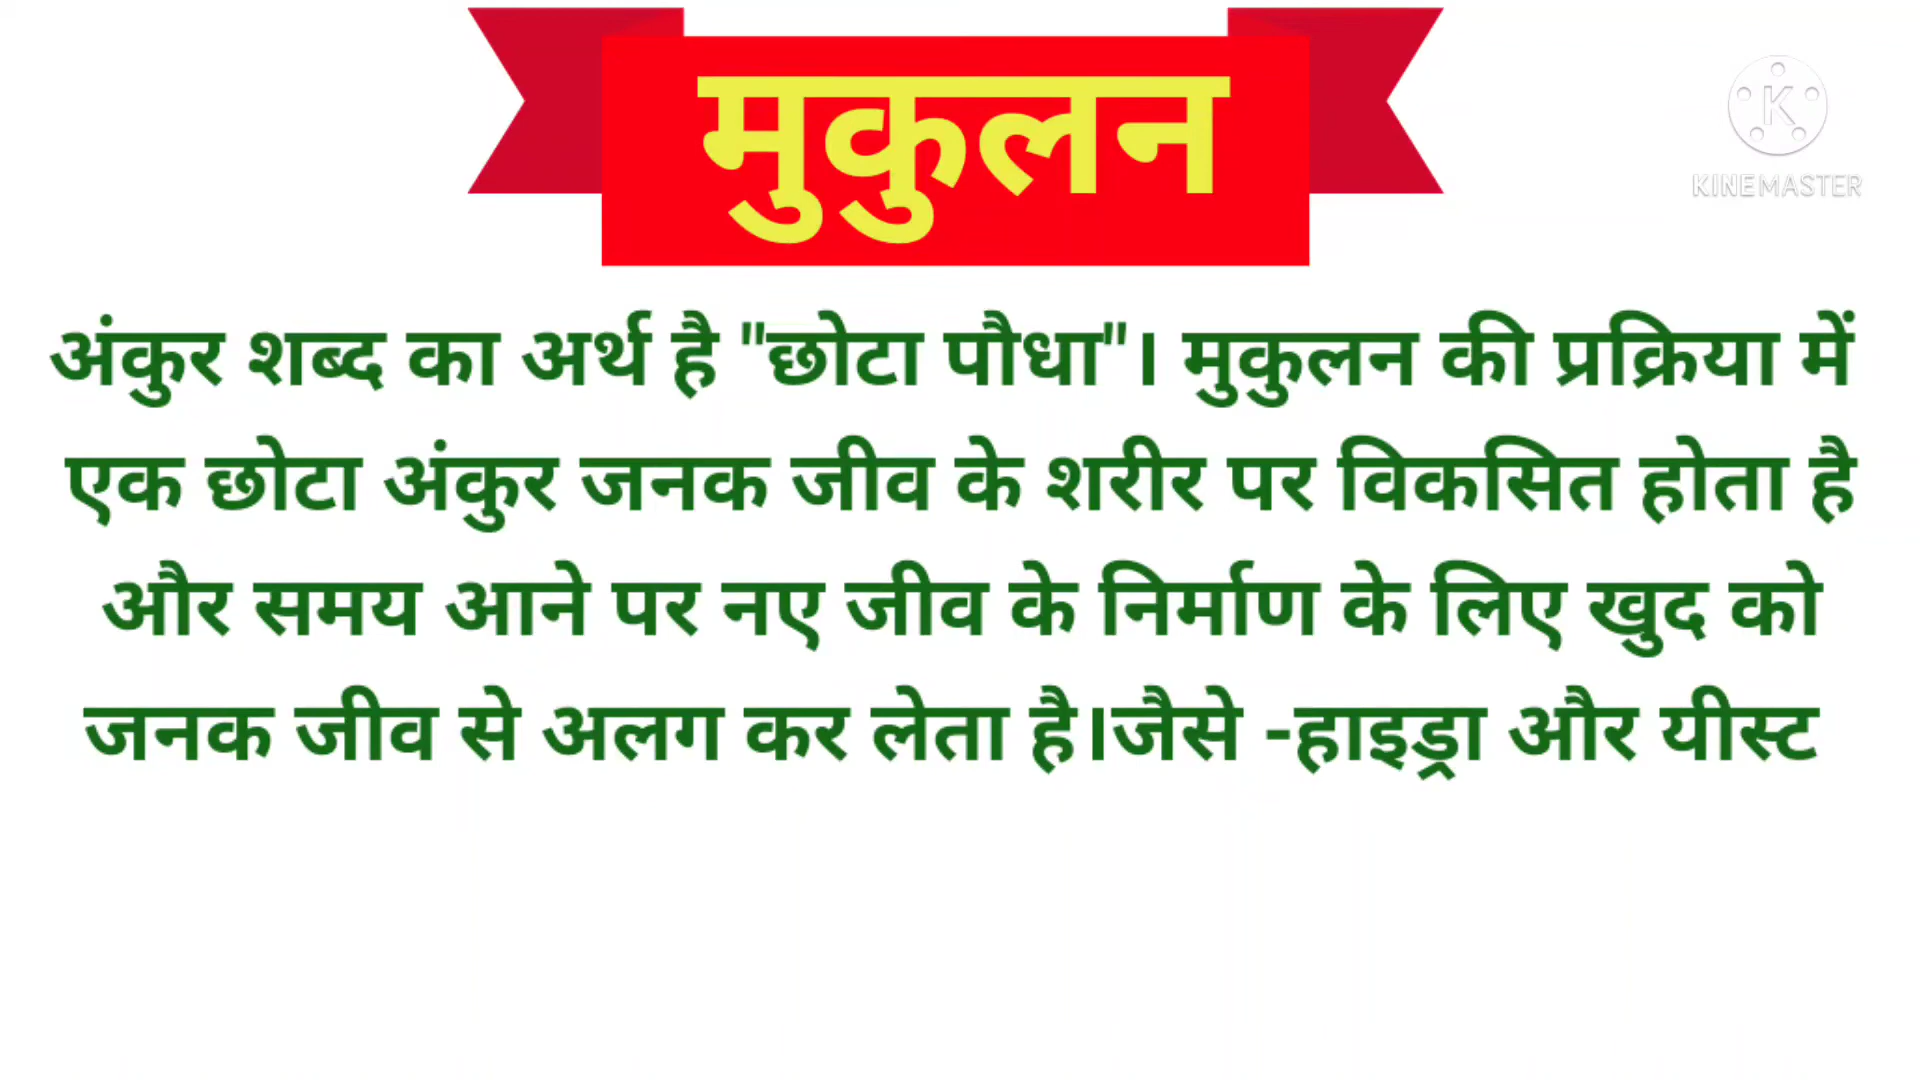 मुकुलन
KINEMASTER
अंकुर शब्द का अर्थ है "छोटा पौधा"। मुकुलन की प्रक्रिया में
एक छोटा अंकुर जनक जीव के शरीर पर विकसित होता है
और समय आने पर नए जीव के निर्माण के लिए खुद को
जनक जीव से अलग कर लेता है।जैसे -हाइड्रा और यीस्ट